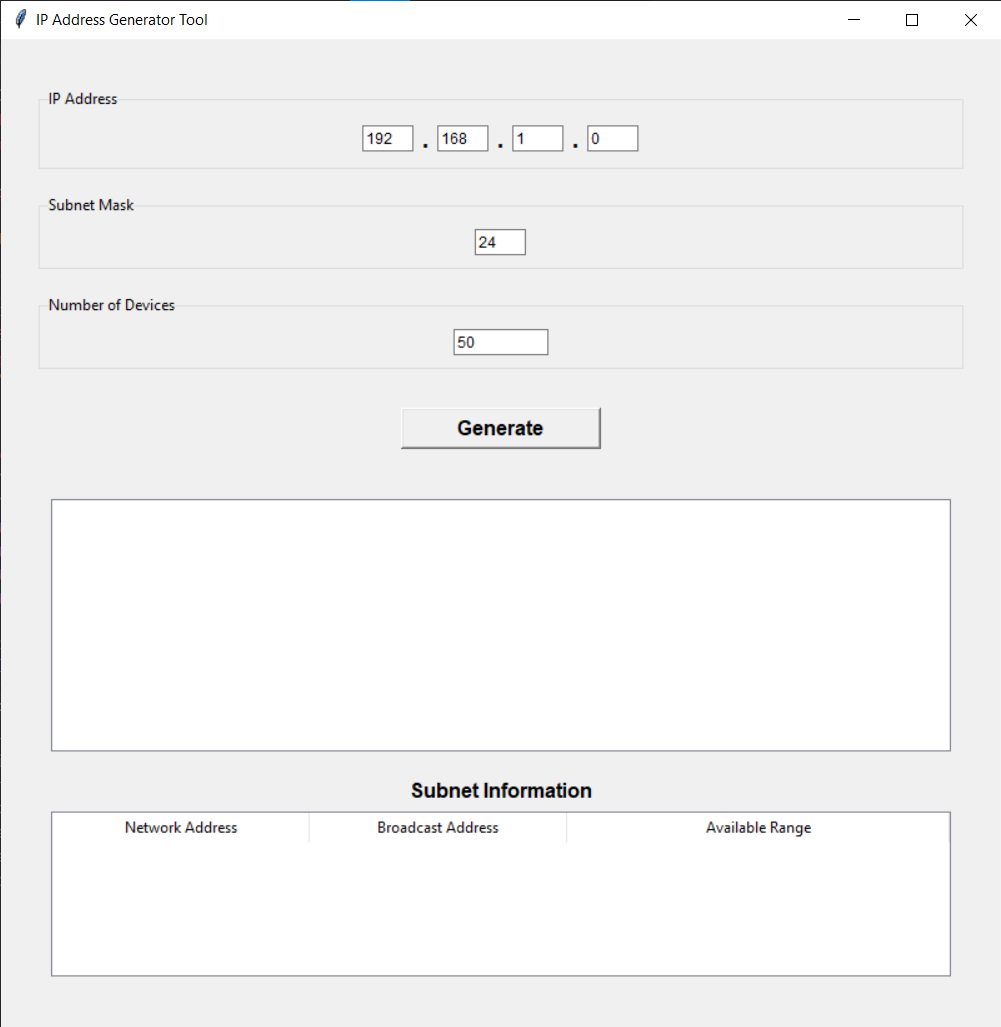 IP Address Generator Tool
IP Address
192 . 168 . 1 . 0
Subnet Mask
24
Number of Devices
50
Generate
Subnet Information
Network Address Broadcast Address Available Range